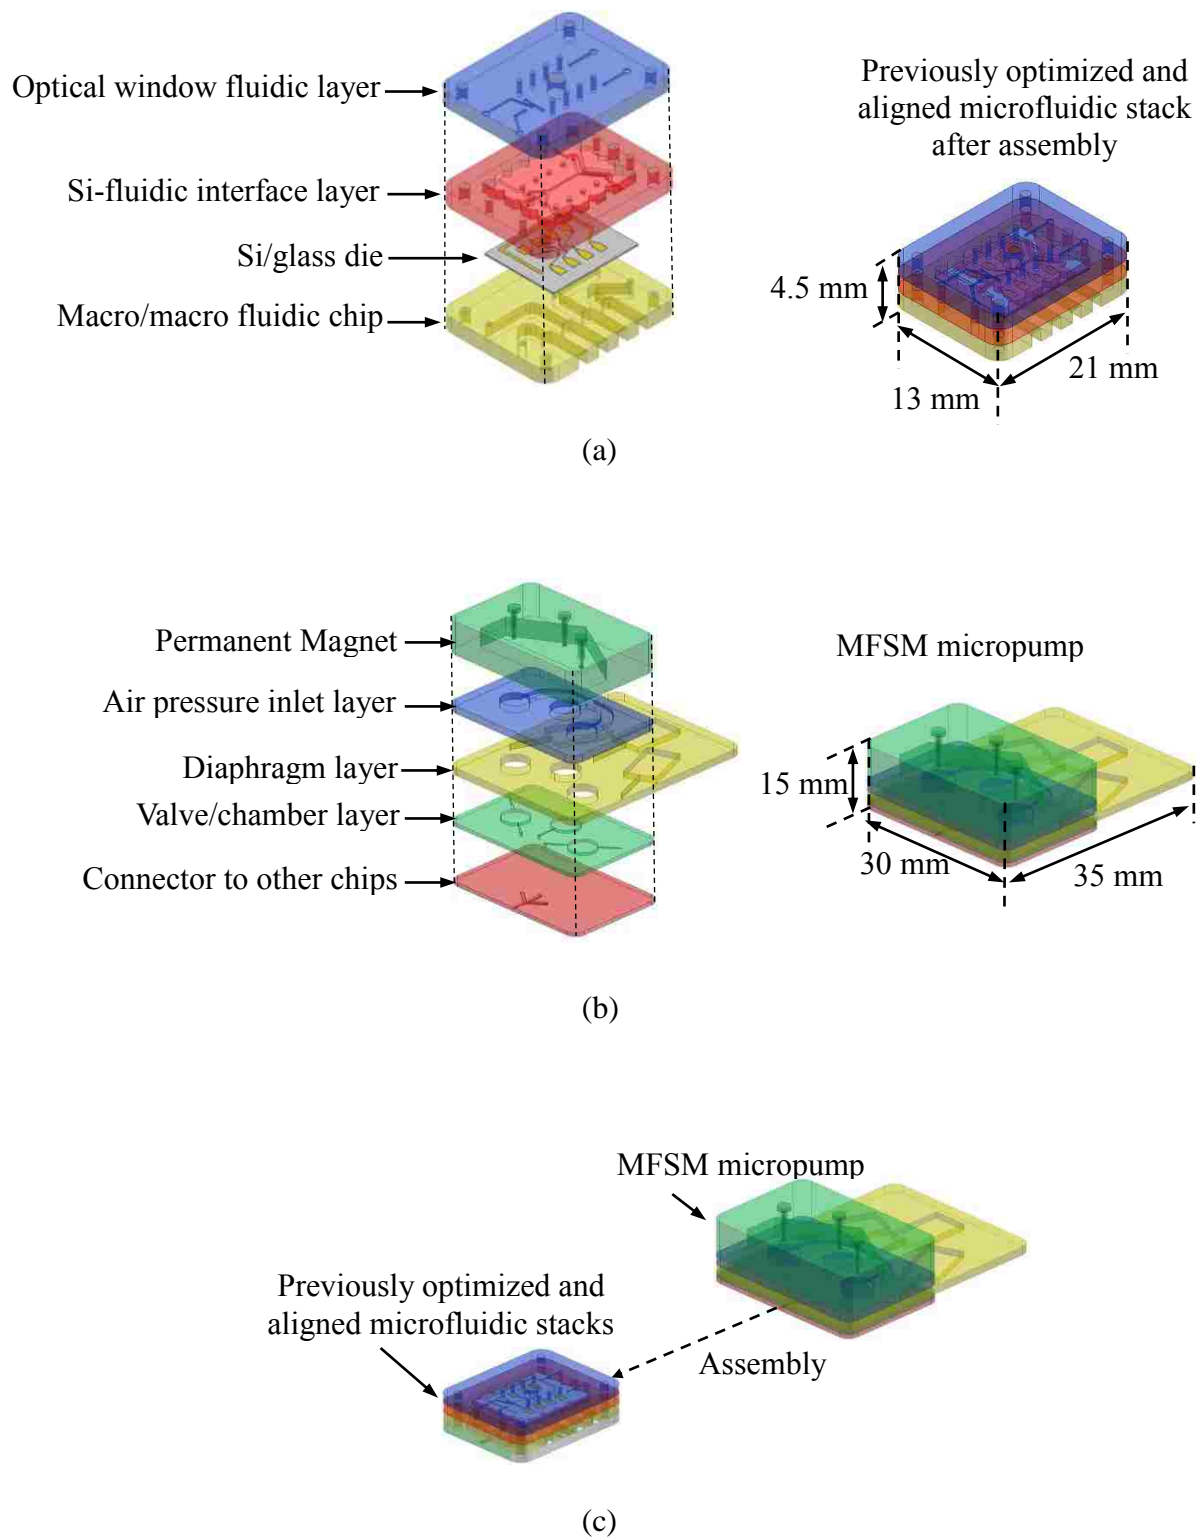 Optical window fluidic layer
Si-fluidic interface layer
Si/glass die
Macro/macro fluidic chip
Previously optimized and
aligned microfluidic stack
after assembly
4.5 mm
13 mm
21 mm
(a)
Permanent Magnet
Air pressure inlet layer
Diaphragm layer
Valve/chamber layer
Connector to other chips
MFSM micropump
15 mm
30 mm
35 mm
(b)
MFSM micropump
Previously optimized and
aligned microfluidic stacks
Assembly
(c)